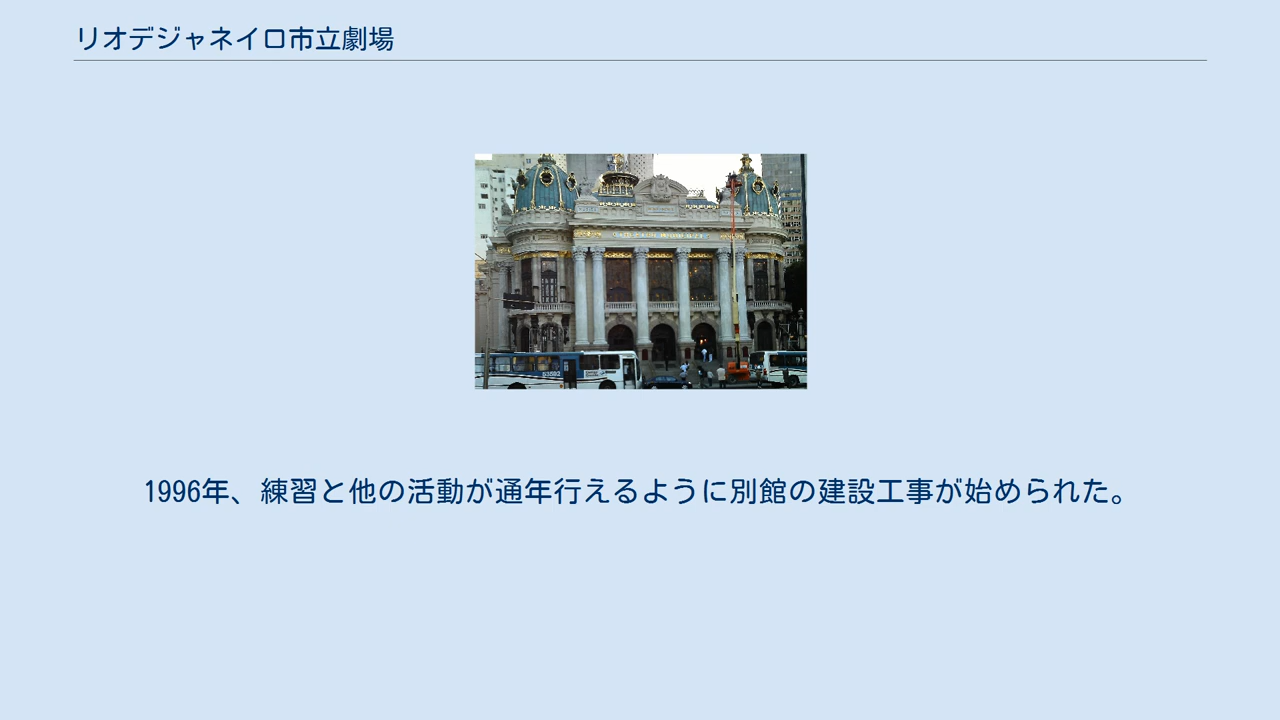 リオデジャネイロ市立劇場
1996年、練習と他の活動が通年行えるように別館の建設工事が始められた。